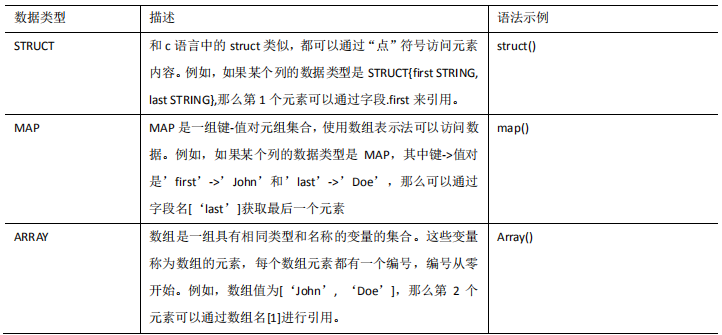 数据类型 描述 语法示例
STRUCT 和 c 语言中的 struct 类似，都可以通过“点”符号访问元素 struct()
内容。例如，如果某个列的数据类型是 STRUCT{first STRING,
last STRING},那么第 1 个元素可以通过字段.first 来引用。
MAP MAP 是一组键-值对元组集合，使用数组表示法可以访问数 map()
据。例如，如果某个列的数据类型是 MAP，其中键->值对
是’first’->’John’和’last’->’Doe’，那么可以通过
字段名[‘last’]获取最后一个元素
ARRAY 数组是一组具有相同类型和名称的变量的集合。这些变量 Array()
称为数组的元素，每个数组元素都有一个编号，编号从零
开始。例如，数组值为[‘John’, ‘Doe’]，那么第 2 个
元素可以通过数组名[1]进行引用。